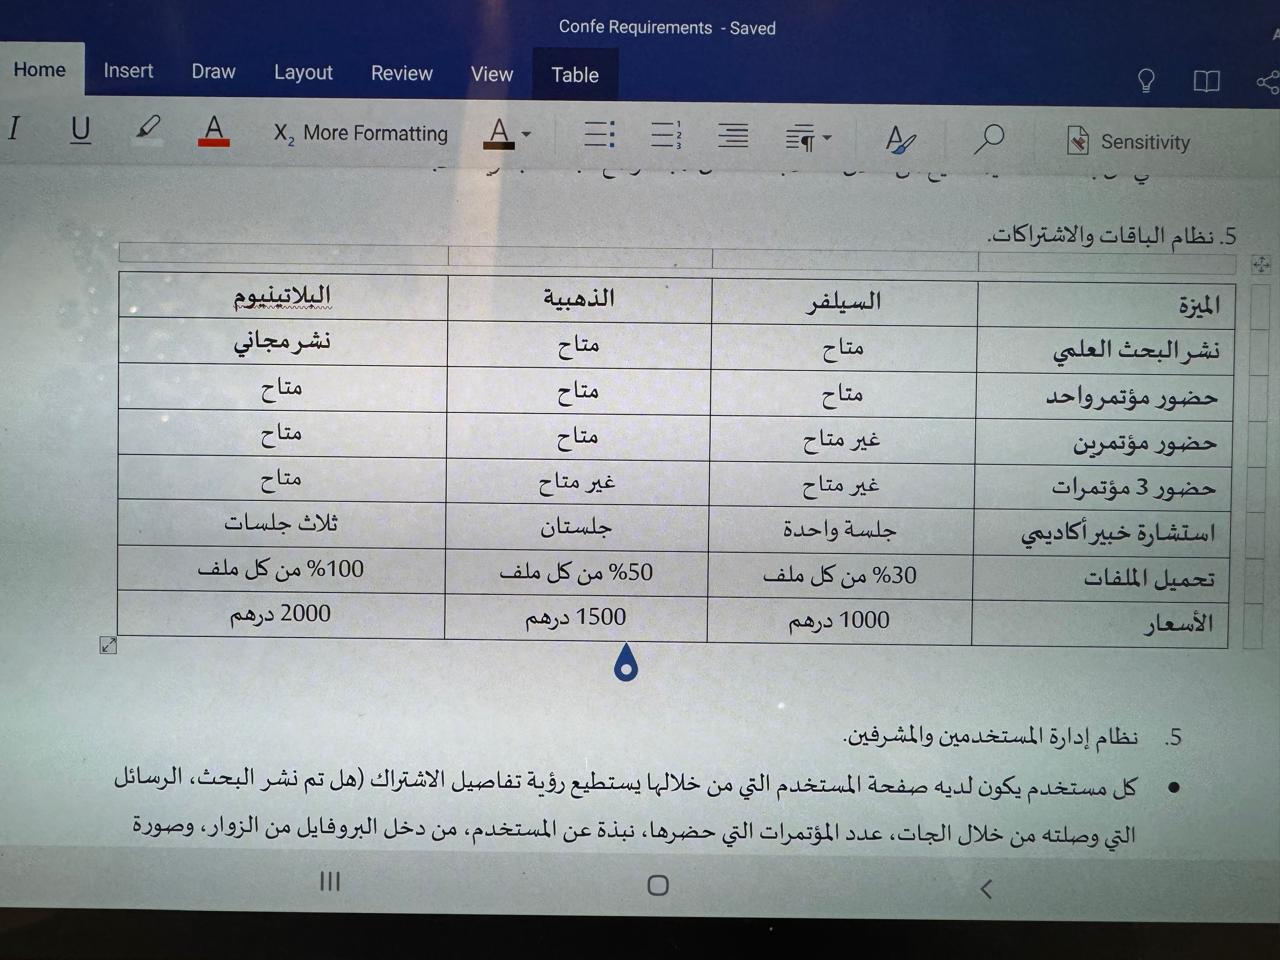 Confe Requirements - Saved
Home Insert Draw Layout Review View Table
I U A X2 More Formatting A Sensitivity
5. نظام الباقات والاشتراكات.
الميزة السيلفر الذهبية البلاتينيوم
نشر البحث العلمي متاح متاح نشر مجاني
حضور مؤتمر واحد متاح متاح متاح
حضور مؤتمرين غير متاح متاح متاح
حضور 3 مؤتمرات غير متاح غير متاح متاح
استشارة خبير أكاديمي جلسة واحدة جلستان ثلاث جلسات
تحميل الملفات 30% من كل ملف 50% من كل ملف 100% من كل ملف
الأسعار 1000 درهم 1500 درهم 2000 درهم
5. نظام إدارة المستخدمين والمشرفين.
● كل مستخدم يكون لديه صفحة المستخدم التي من خلالها يستطيع رؤية تفاصيل الاشتراك (هل تم نشر البحث، الرسائل
التي وصلته من خلال الجات، عدد المؤتمرات التي حضرها، نبذة عن المستخدم، من دخل البروفايل من الزوار، وصورة